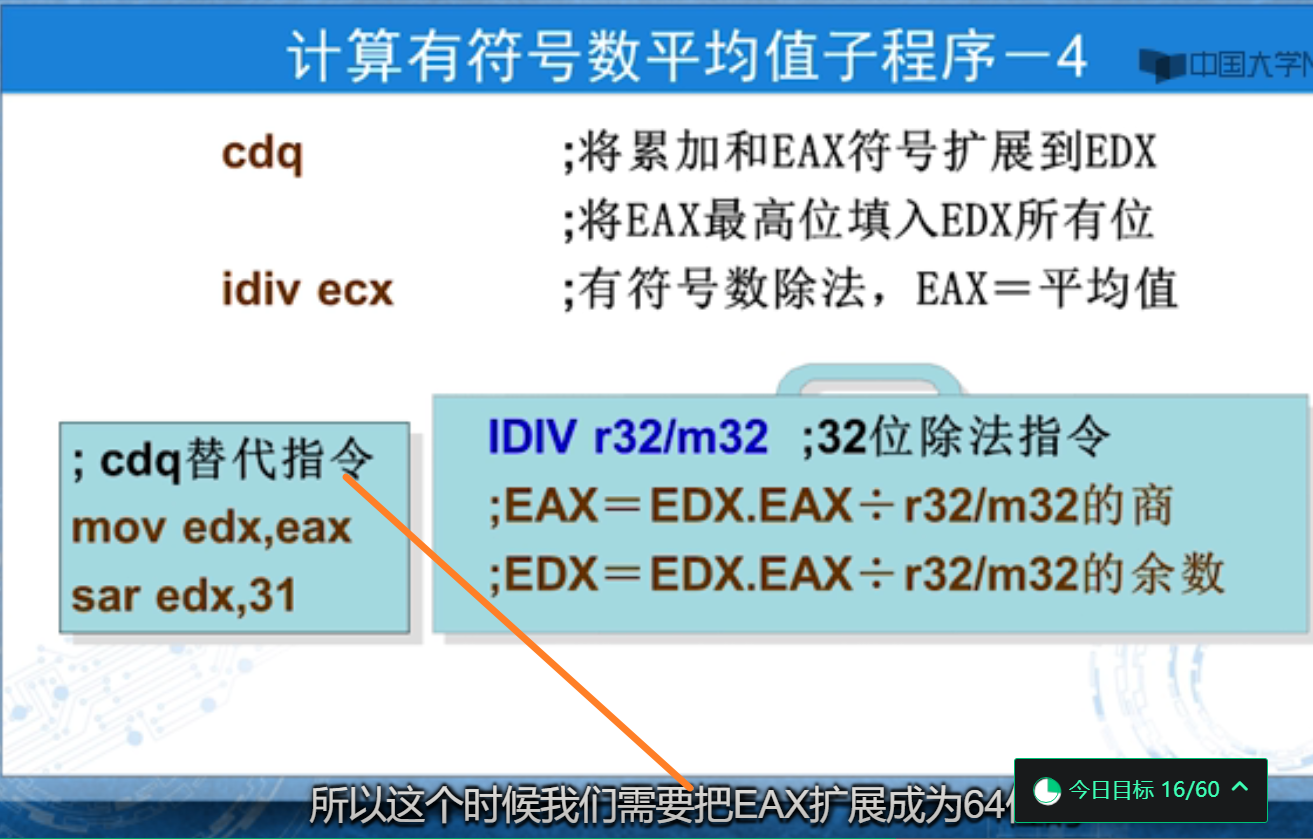 计算有符号数平均值子程序－4
中国大学
cdq ;将累加和EAX符号扩展到EDX
;将EAX最高位填入EDX所有位
idiv ecx ;有符号数除法，EAX＝平均值
; cdq替代指令
mov edx,eax
sar edx,31
IDIV r32/m32 ;32位除法指令
;EAX＝EDX.EAX÷r32/m32的商
;EDX＝EDX.EAX÷r32/m32的余数
所以这个时候我们需要把EAX扩展成为64
今日目标 16/60